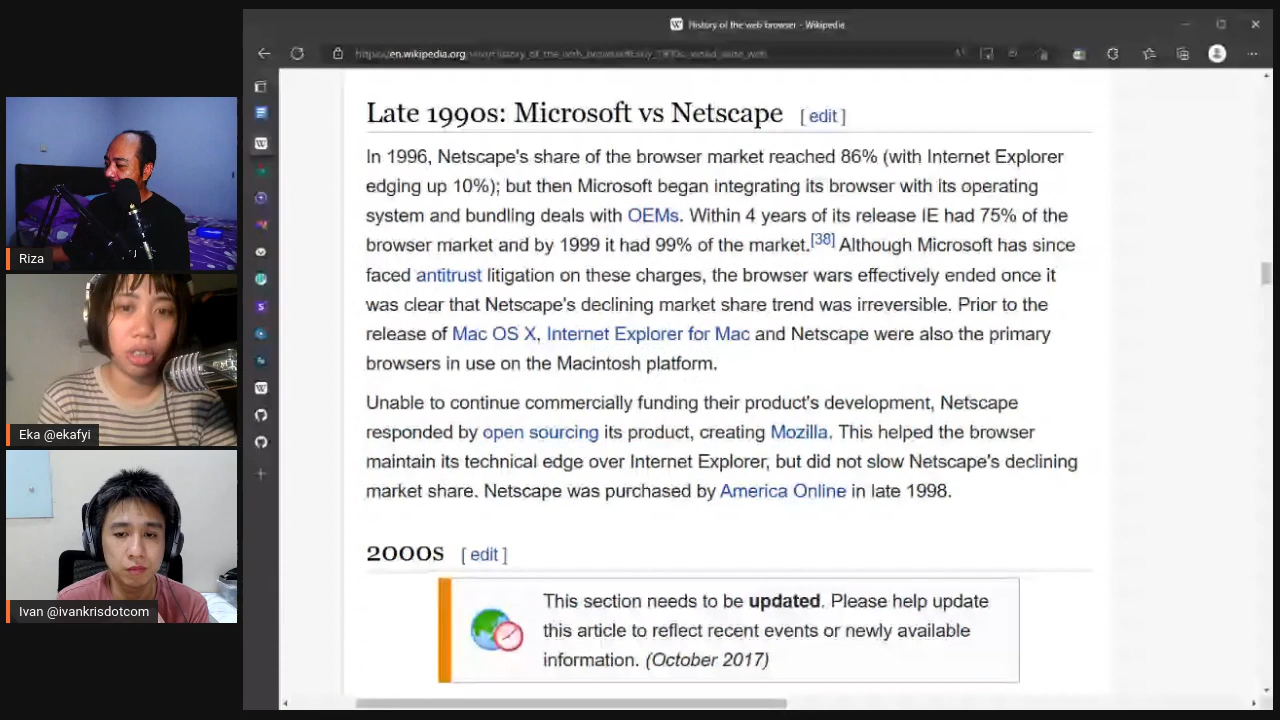 History of the web browser - Wikipedia
en.wikipedia.org
Riza
Eka @ekafyi
Ivan @ivankrisdotcom
Late 1990s: Microsoft vs Netscape [ edit ]
In 1996, Netscape's share of the browser market reached 86% (with Internet Explorer
edging up 10%); but then Microsoft began integrating its browser with its operating
system and bundling deals with OEMs. Within 4 years of its release IE had 75% of the
browser market and by 1999 it had 99% of the market.[38] Although Microsoft has since
faced antitrust litigation on these charges, the browser wars effectively ended once it
was clear that Netscape's declining market share trend was irreversible. Prior to the
release of Mac OS X, Internet Explorer for Mac and Netscape were also the primary
browsers in use on the Macintosh platform.
Unable to continue commercially funding their product's development, Netscape
responded by open sourcing its product, creating Mozilla. This helped the browser
maintain its technical edge over Internet Explorer, but did not slow Netscape's declining
market share. Netscape was purchased by America Online in late 1998.
2000s [ edit ]
This section needs to be updated. Please help update
this article to reflect recent events or newly available
information. (October 2017)